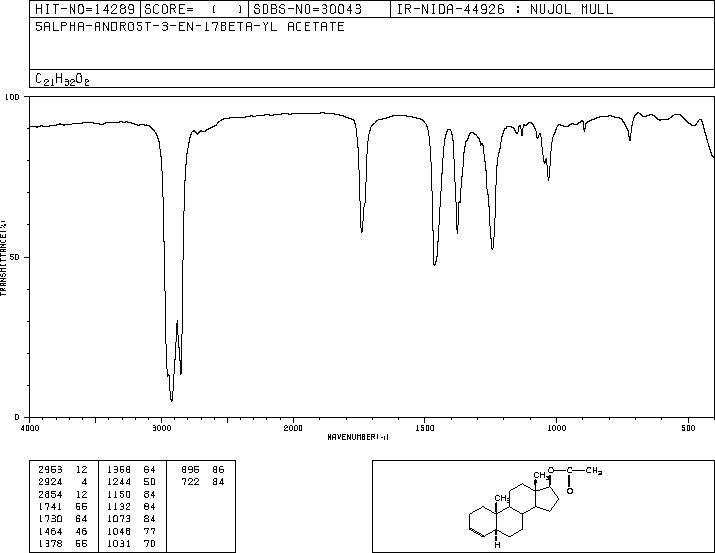 HIT-NO=14289 SCORE= ( ) SDBS-NO=30043 IR-NIDA-44926 : NUJOL MULL
5ALPHA-ANDROST-3-EN-17BETA-YL ACETATE
C21H32O2
100
50
0
TRANSMITTANCE(%)
4000 3000 2000 1500 1000 500
WAVENUMBER(-1)
2963 12 1368 64 896 86
2924 4 1244 50 722 84
2854 12 1150 84
1741 55 1132 84
1730 64 1073 84
1464 46 1048 77
1378 55 1031 70
O C CH3
CH3 O
CH3
H